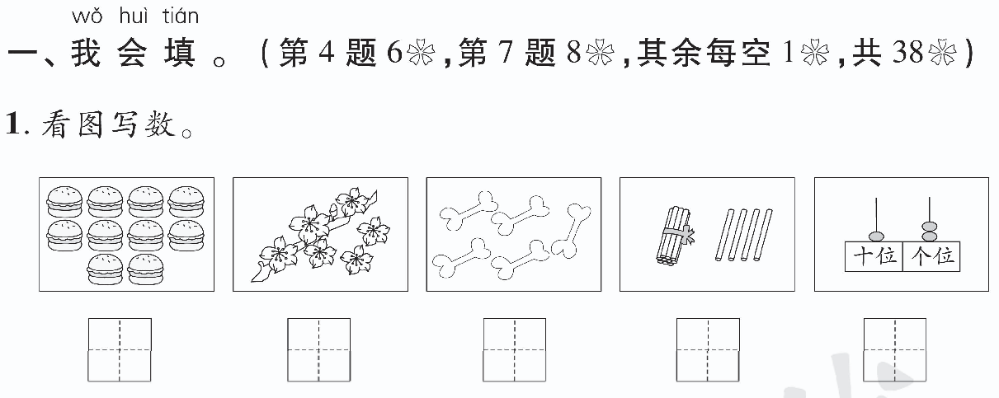 wǒ huì tián
一、我会填。(第4题6,第7题8,其余每空1,共38)
1. 看图写数。
十位 个位